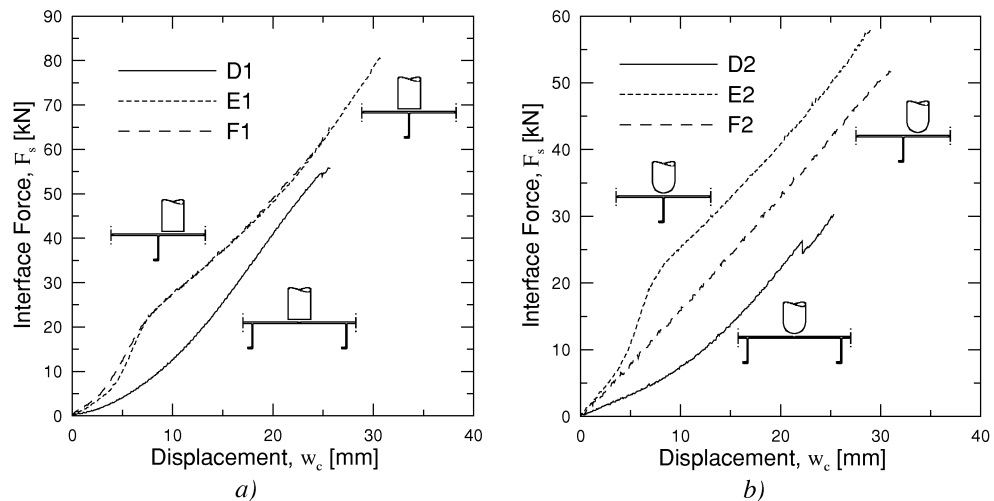 90
80
70
60
50
40
30
20
10
0
Interface Force, Fs [kN]
D1
E1
F1
0 10 20 30 40
Displacement, wc [mm]
a)
60
50
40
30
20
10
0
Interface Force, Fs [kN]
D2
E2
F2
0 10 20 30 40
Displacement, wc [mm]
b)